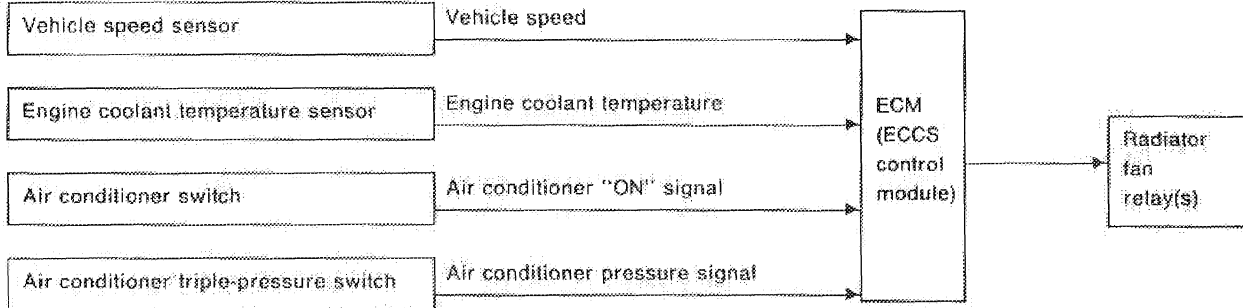 Vehicle speed sensor
Vehicle speed
Engine coolant temperature sensor
Engine coolant temperature
Air conditioner switch
Air conditioner "ON" signal
Air conditioner triple-pressure switch
Air conditioner pressure signal
ECM
(ECCS
control
module)
Radiator
fan
relay(s)